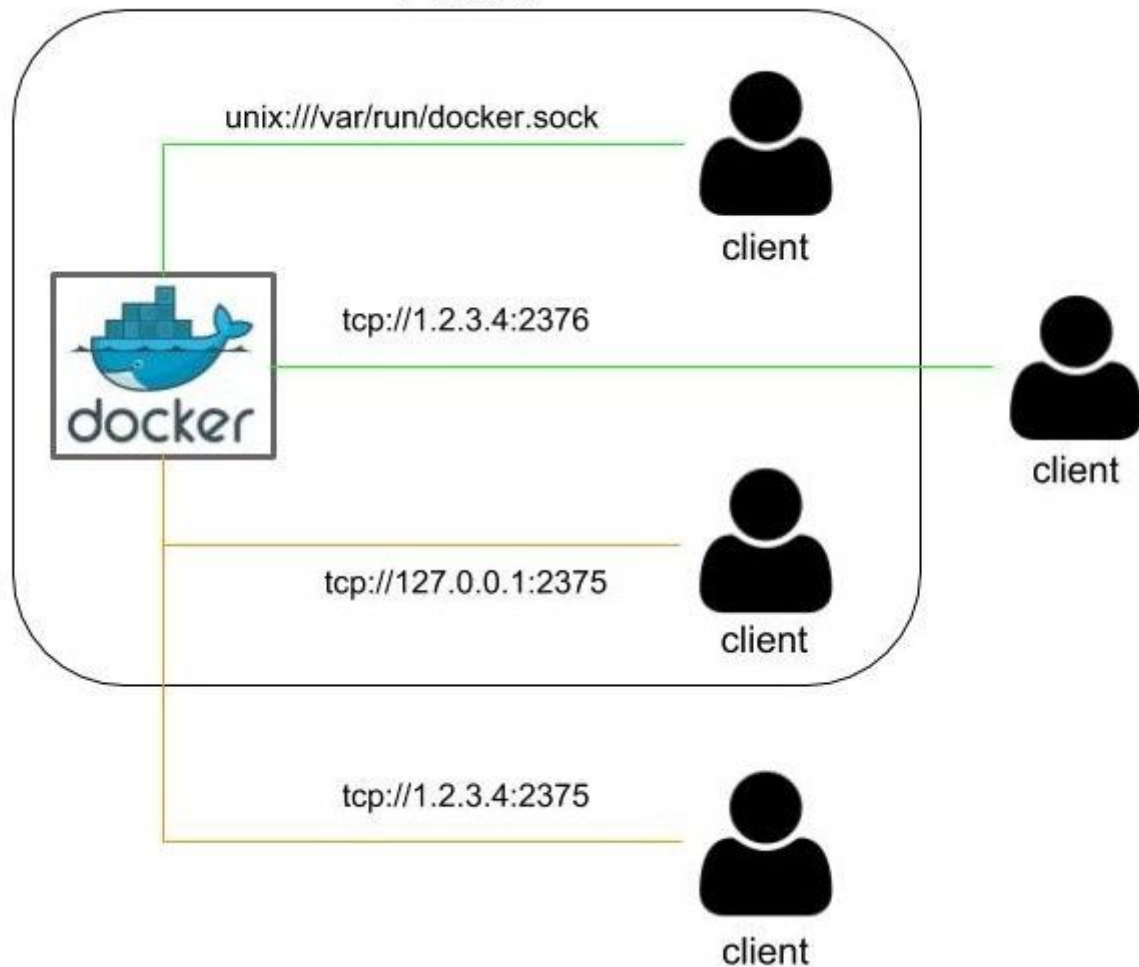 unix:///var/run/docker.sock
client
tcp://1.2.3.4:2376
docker
client
tcp://127.0.0.1:2375
client
tcp://1.2.3.4:2375
client